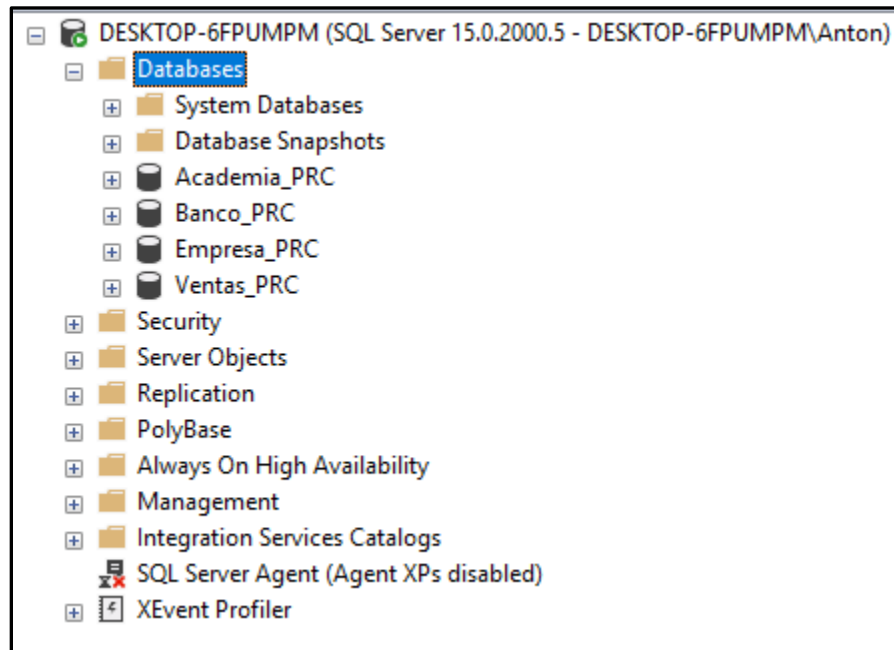 DESKTOP-6FPUMPM (SQL Server 15.0.2000.5 - DESKTOP-6FPUMPM\Anton)
Databases
System Databases
Database Snapshots
Academia_PRC
Banco_PRC
Empresa_PRC
Ventas_PRC
Security
Server Objects
Replication
PolyBase
Always On High Availability
Management
Integration Services Catalogs
SQL Server Agent (Agent XPs disabled)
XEvent Profiler